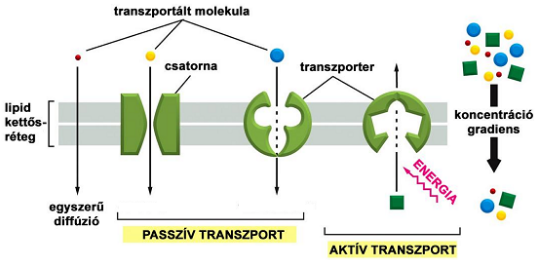 transzportált molekula
csatorna
transzporter
lipid
kettős-
réteg
koncentráció
gradiens
ENERGIA
egyszerű
diffúzió
PASSZÍV TRANSZPORT
AKTÍV TRANSZPORT